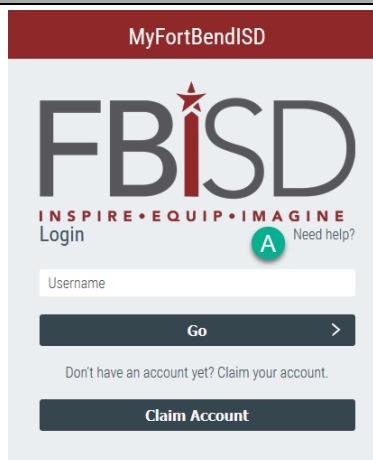 MyFortBendISD
FBiSD
INSPIRE•EQUIP•IMAGINE
Login
A Need help?
Username
Go >
Don't have an account yet? Claim your account.
Claim Account